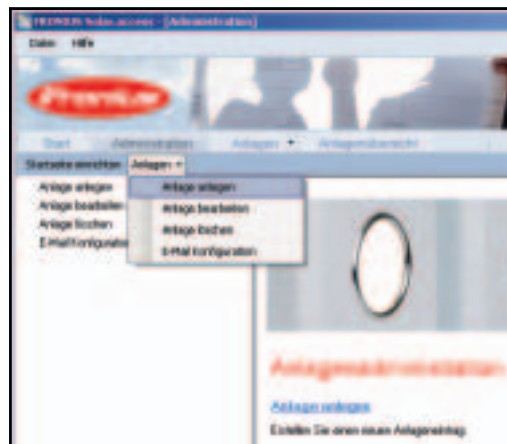 FRONIUS Solar.access - [Administration]
Datei Hilfe
Fronius
Start Administration Anlagen Anlagenübersicht
Startseite einrichten Anlagen
Anlage anlegen
Anlage bearbeiten
Anlage löschen
E-Mail Konfiguration
Anlage anlegen
Anlage bearbeiten
Anlage löschen
E-Mail Konfiguration
Anlagenadministration
Anlage anlegen
Erstellen Sie einen neuen Anlageneintrag